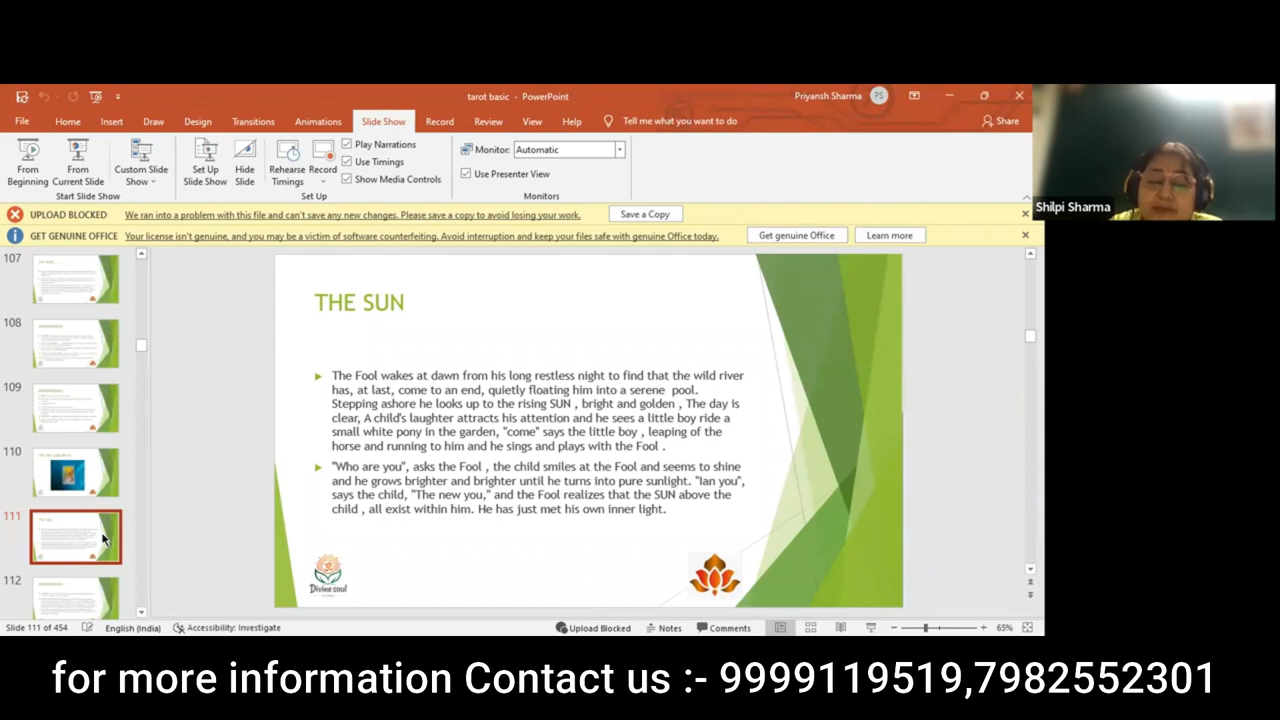 tarot basic - PowerPoint
Priyansh Sharma
PS
File
Home
Insert
Draw
Design
Transitions
Animations
Slide Show
Record
Review
View
Help
Tell me what you want to do
Share
From Beginning
From Current Slide
Custom Slide Show
Set Up Slide Show
Hide Slide
Rehearse Timings
Record
Play Narrations
Use Timings
Show Media Controls
Monitor: Automatic
Use Presenter View
Start Slide Show
Set Up
Monitors
Shilpi Sharma
UPLOAD BLOCKED We ran into a problem with this file and can't save any new changes. Please save a copy to avoid losing your work. Save a Copy
GET GENUINE OFFICE Your license isn't genuine, and you may be a victim of software counterfeiting. Avoid interruption and keep your files safe with genuine Office today. Get genuine Office Learn more
107
108
109
110
111
112
THE SUN
The Fool wakes at dawn from his long restless night to find that the wild river
has, at last, come to an end, quietly floating him into a serene pool.
Stepping ashore he looks up to the rising SUN , bright and golden , The day is
clear, A child's laughter attracts his attention and he sees a little boy ride a
small white pony in the garden, "come" says the little boy , leaping of the
horse and running to him and he sings and plays with the Fool .
"Who are you", asks the Fool , the child smiles at the Fool and seems to shine
and he grows brighter and brighter until he turns into pure sunlight. "Ian you",
says the child, "The new you," and the Fool realizes that the SUN above the
child , all exist within him. He has just met his own inner light.
Divine soul
Slide 111 of 454
English (India)
Accessibility: Investigate
Upload Blocked
Notes
Comments
65%
for more information Contact us :- 9999119519,7982552301